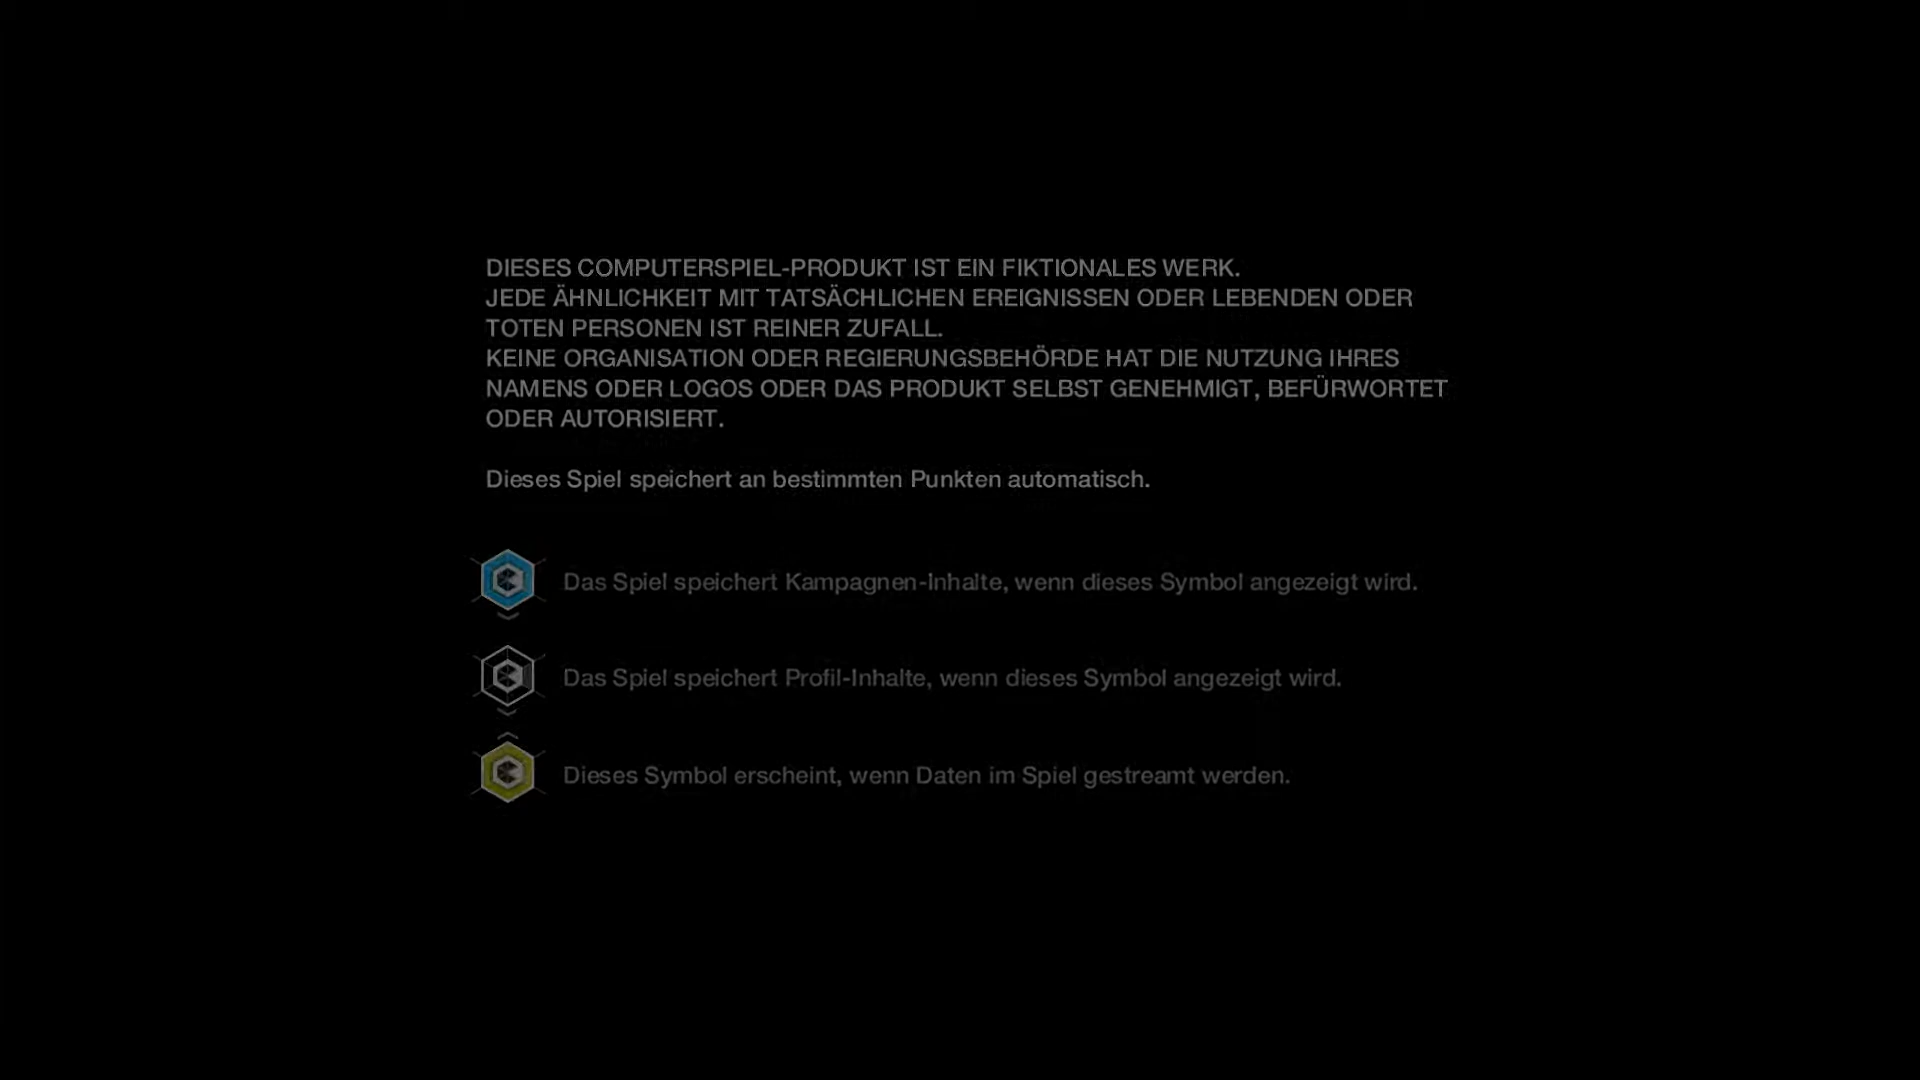 DIESES COMPUTERSPIEL-PRODUKT IST EIN FIKTIONALES WERK.
JEDE ÄHNLICHKEIT MIT TATSÄCHLICHEN EREIGNISSEN ODER LEBENDEN ODER
TOTEN PERSONEN IST REINER ZUFALL.
KEINE ORGANISATION ODER REGIERUNGSBEHÖRDE HAT DIE NUTZUNG IHRES
NAMENS ODER LOGOS ODER DAS PRODUKT SELBST GENEHMIGT, BEFÜRWORTET
ODER AUTORISIERT.
Dieses Spiel speichert an bestimmten Punkten automatisch.
Das Spiel speichert Kampagnen-Inhalte, wenn dieses Symbol angezeigt wird.
Das Spiel speichert Profil-Inhalte, wenn dieses Symbol angezeigt wird.
Dieses Symbol erscheint, wenn Daten im Spiel gestreamt werden.